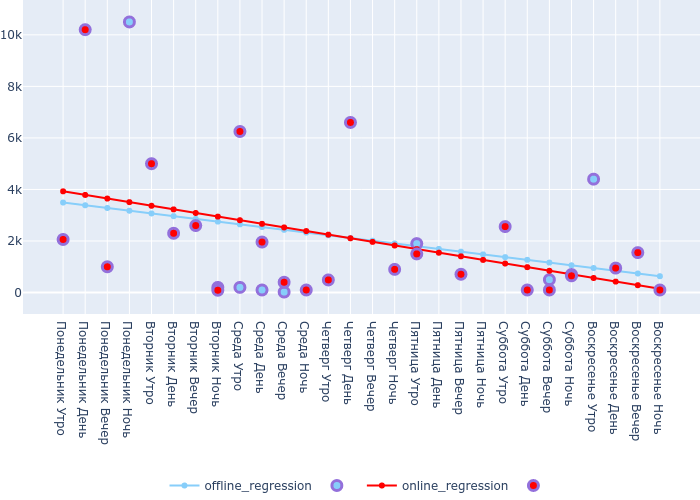 10k
8k
6k
4k
2k
0
Понедельник Утро
Понедельник День
Понедельник Вечер
Понедельник Ночь
Вторник Утро
Вторник День
Вторник Вечер
Вторник Ночь
Среда Утро
Среда День
Среда Вечер
Среда Ночь
Четверг Утро
Четверг День
Четверг Вечер
Четверг Ночь
Пятница Утро
Пятница День
Пятница Вечер
Пятница Ночь
Суббота Утро
Суббота День
Суббота Вечер
Суббота Ночь
Воскресенье Утро
Воскресенье День
Воскресенье Вечер
Воскресенье Ночь
offline_regression
online_regression